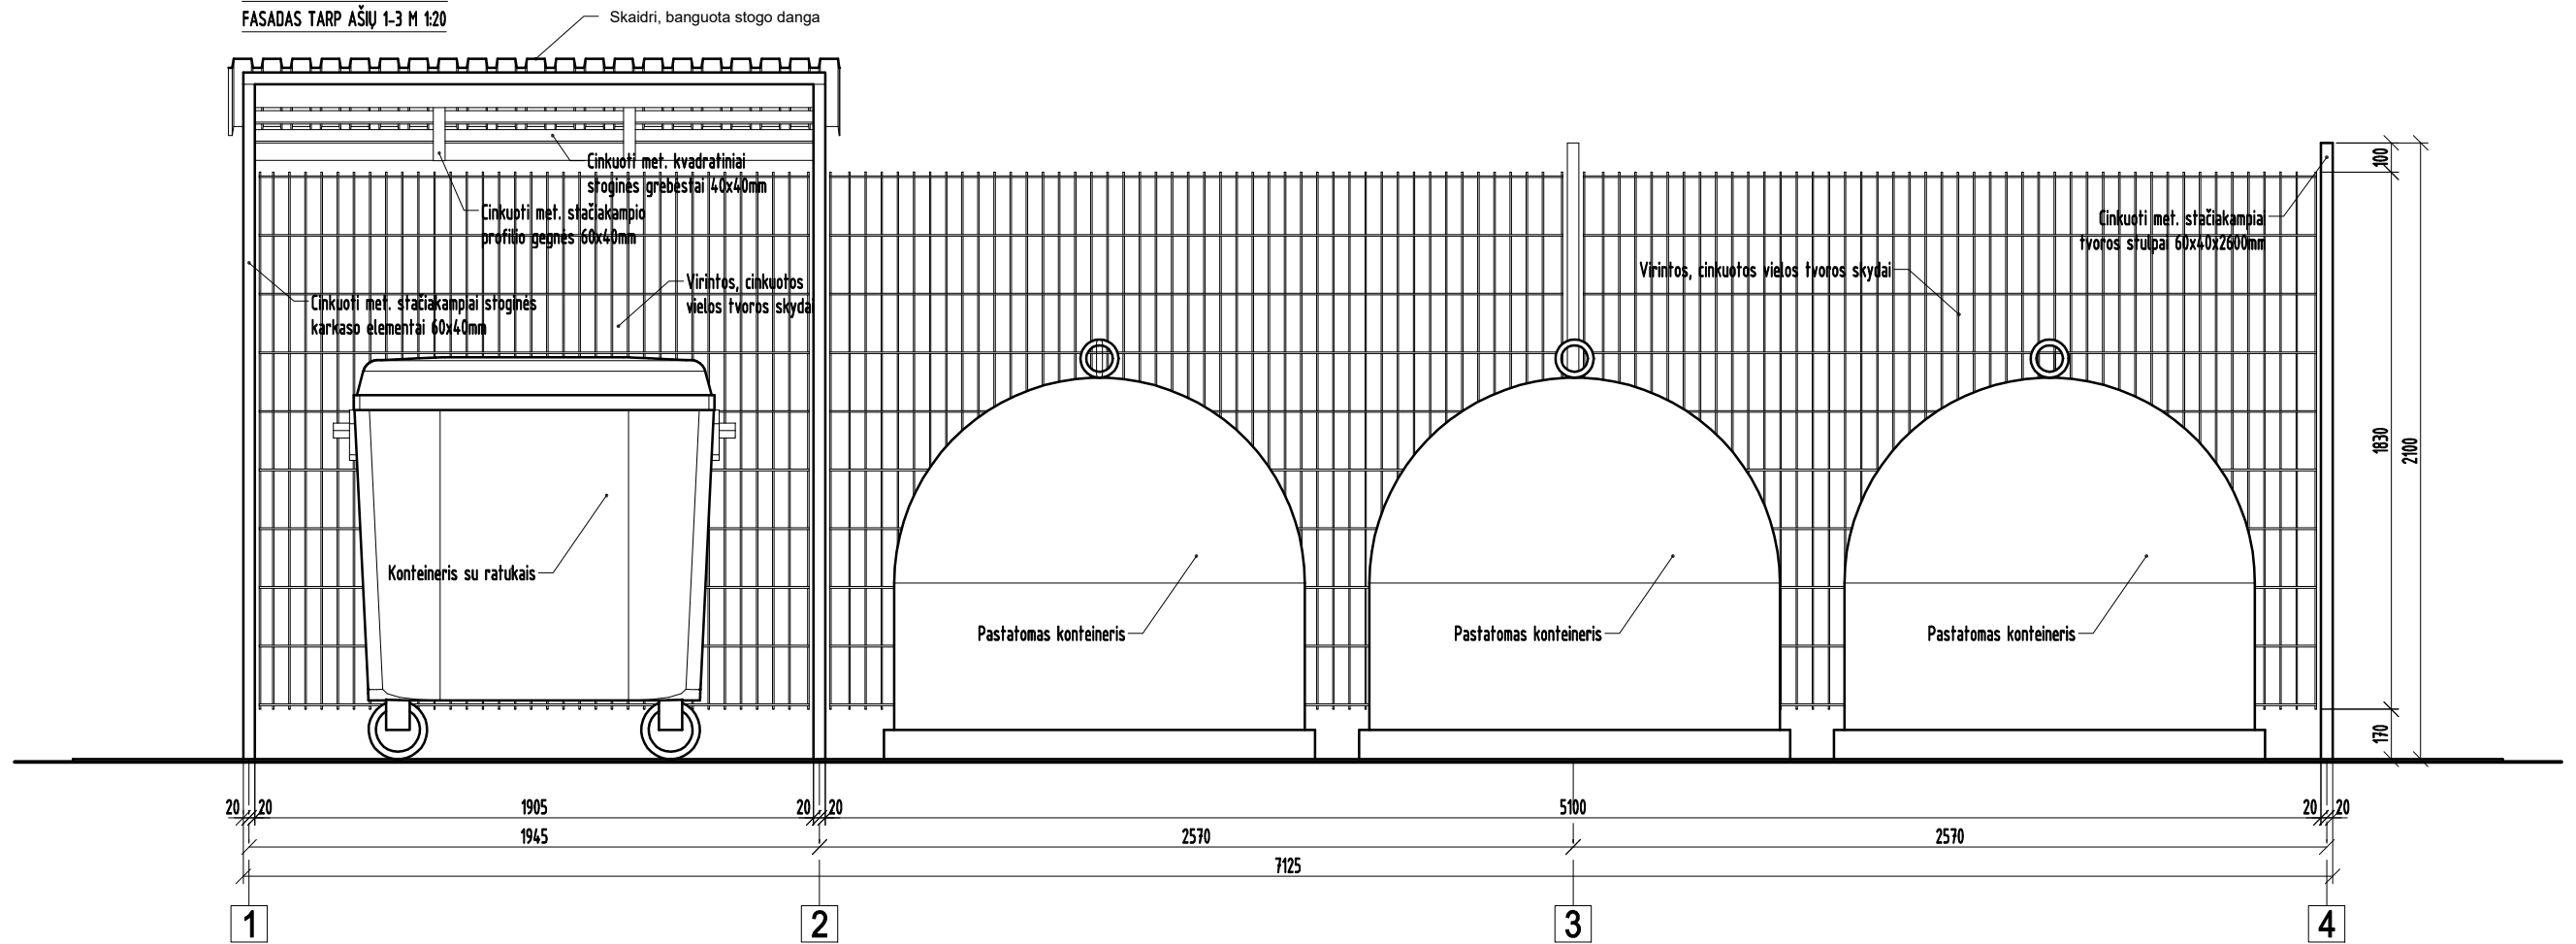 FASADAS TARP AŠIŲ 1-3 M 1:20
Skaidri, banguota stogo danga
Cinkuoti met. kvadratiniai
stoginės grebėstai 40x40mm
Cinkuoti met. stačiakampio
profilio gegnės 60x40mm
Virintos, cinkuotos
vielos tvoros skydai
Cinkuoti met. stačiakampiai stoginės
karkaso elementai 60x40mm
Cinkuoti met. stačiakampiai
tvoros stulpai 60x40x2600mm
Virintos, cinkuotos vielos tvoros skydai
Konteineris su ratukais
Pastatomas konteineris
Pastatomas konteineris
Pastatomas konteineris
100
1830
2100
170
20 20 1905 20 20 5100 20 20
1945 2570 2570
7125
1 2 3 4